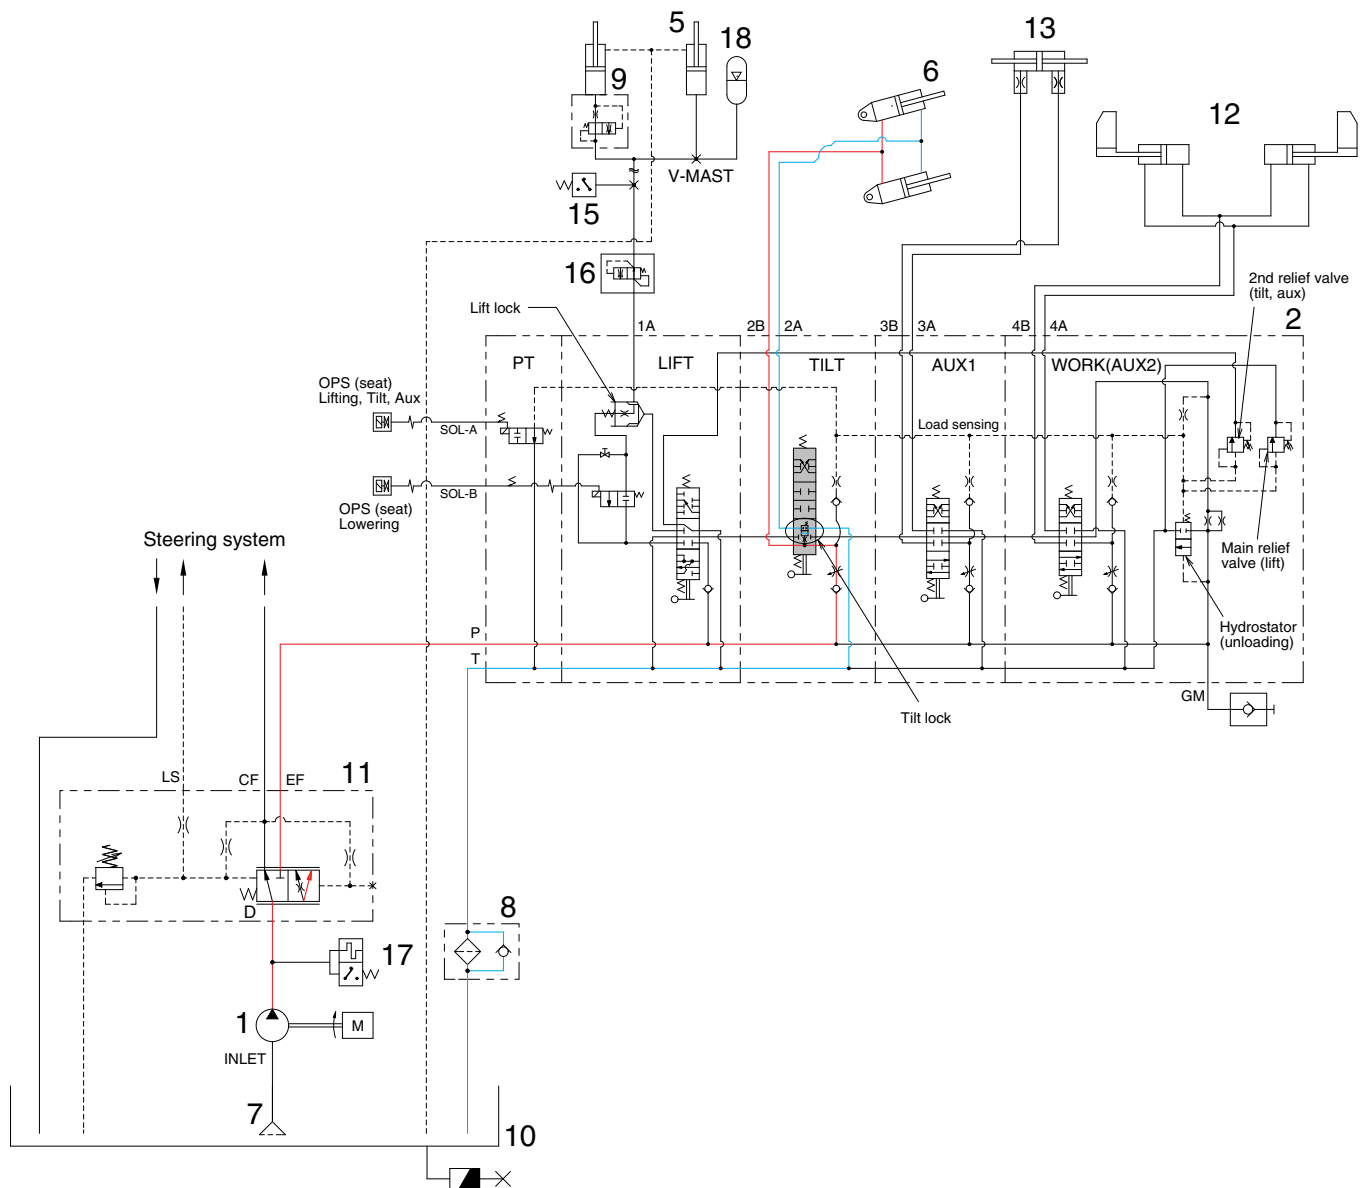 5
18
13
9
6
12
V-MAST
15
16
2nd relief valve
(tilt, aux)
Lift lock
1A
2B
2A
3B
3A
4B
4A
2
PT
LIFT
TILT
AUX1
WORK(AUX2)
OPS (seat)
Lifting, Tilt, Aux
SOL-A
Load sensing
OPS (seat)
Lowering
SOL-B
Steering system
Main relief
valve (lift)
Hydrostator
(unloading)
P
T
GM
Tilt lock
LS
CF
EF
11
D
8
17
1
M
INLET
7
10